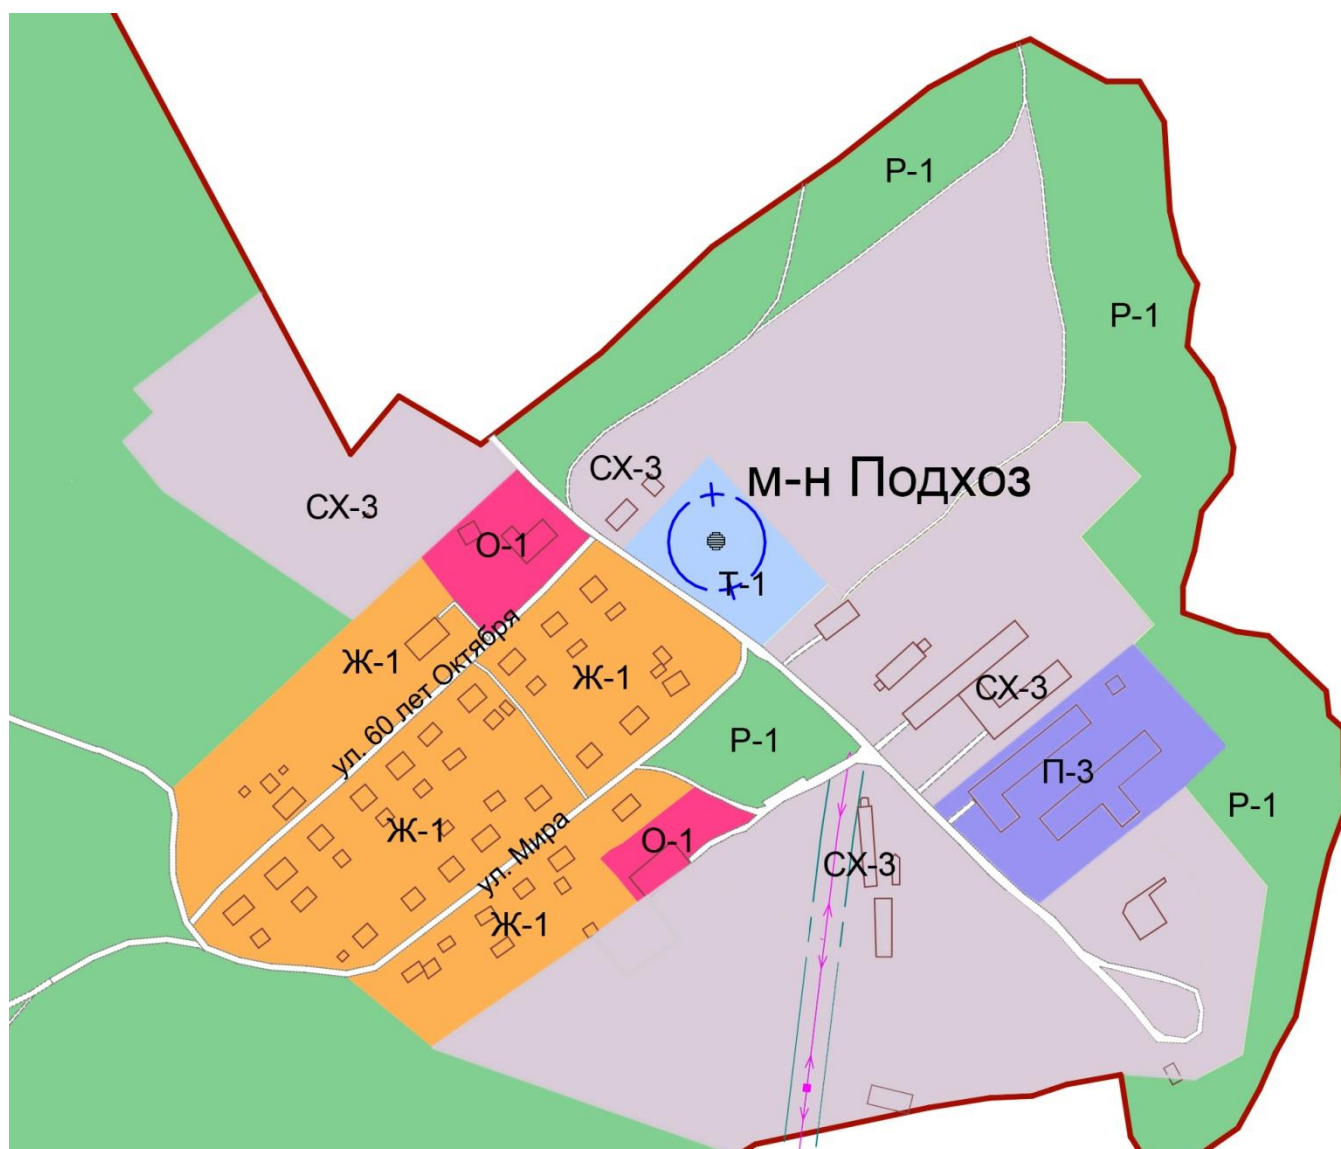 Р-1
Р-1
СХ-3
м-н Подхоз
СХ-3
О-1
Т-1
ул. 60 лет Октября
Ж-1
Ж-1
СХ-3
Р-1
П-3
Р-1
Ж-1
ул. Мира
О-1
СХ-3
Ж-1